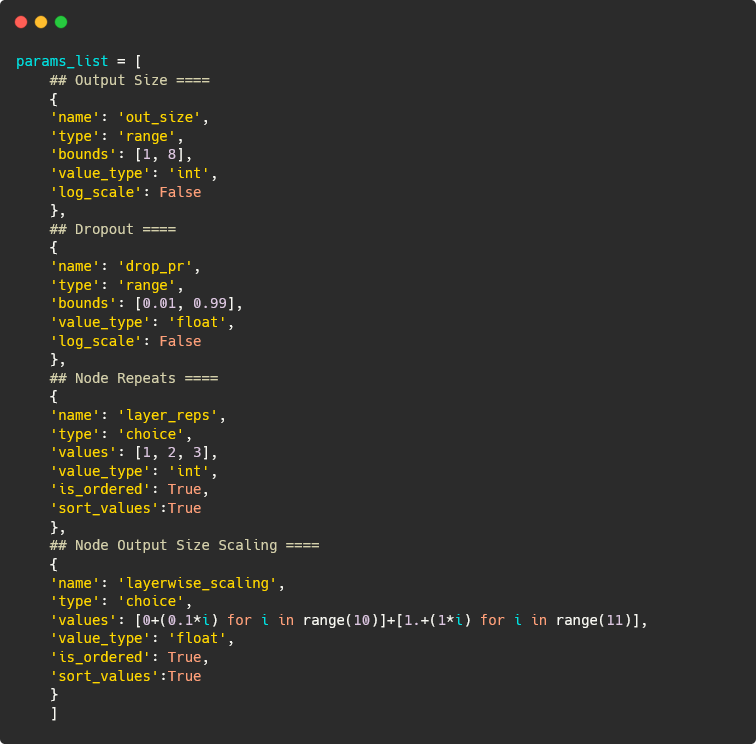 params_list = [
    ## Output Size ====
    {
    'name': 'out_size',
    'type': 'range',
    'bounds': [1, 8],
    'value_type': 'int',
    'log_scale': False
    },
    ## Dropout ====
    {
    'name': 'drop_pr',
    'type': 'range',
    'bounds': [0.01, 0.99],
    'value_type': 'float',
    'log_scale': False
    },
    ## Node Repeats ====
    {
    'name': 'layer_reps',
    'type': 'choice',
    'values': [1, 2, 3],
    'value_type': 'int',
    'is_ordered': True,
    'sort_values':True
    },
    ## Node Output Size Scaling ====
    {
    'name': 'layerwise_scaling',
    'type': 'choice',
    'values': [0+(0.1*i) for i in range(10)]+[1.+(1*i) for i in range(11)],
    'value_type': 'float',
    'is_ordered': True,
    'sort_values':True
    }
    ]